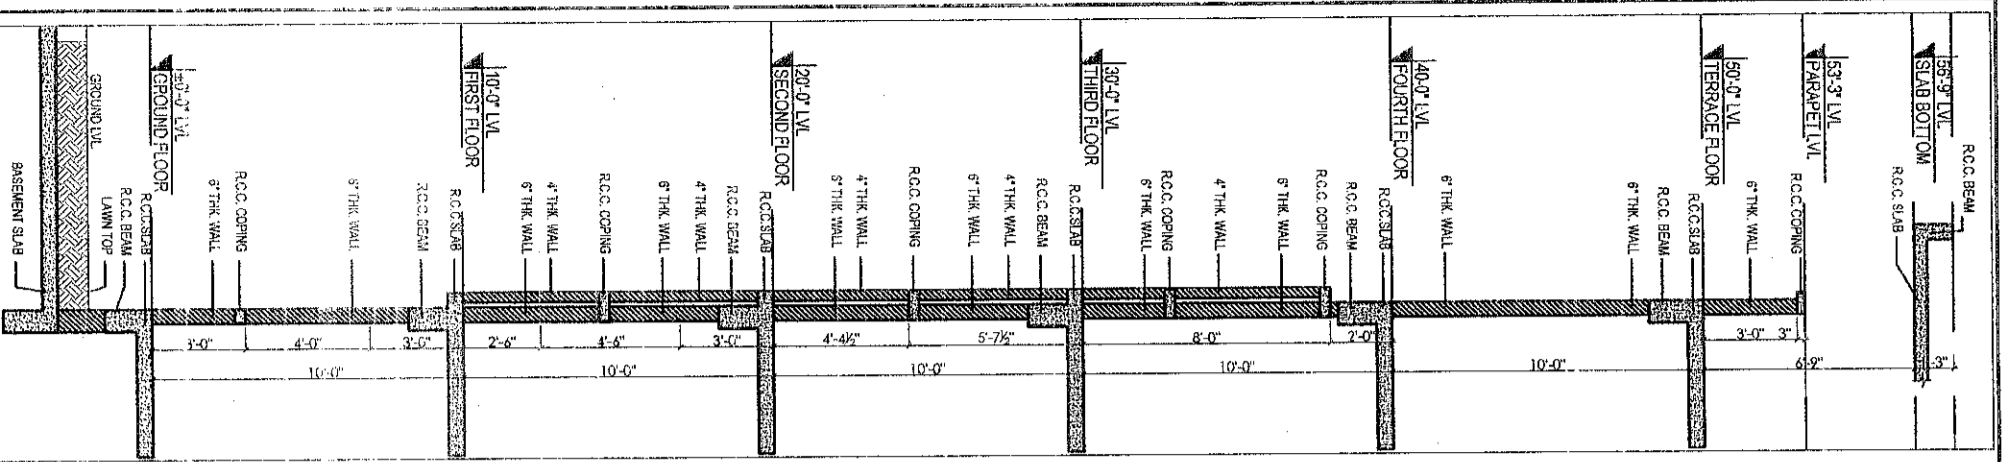 56'-9" LVL
SLAB BOTTOM
R.C.C. BEAM
R.C.C. SLAB
53'-3" LVL
PARAPET LVL
R.C.C. COPING
6" THK. WALL
50'-0" LVL
TERRACE FLOOR
R.C.C.SLAB
R.C.C. BEAM
6" THK. WALL
6" THK. WALL
40'-0" LVL
FOURTH FLOOR
R.C.C.SLAB
R.C.C. BEAM
R.C.C. COPING
6" THK. WALL
4" THK. WALL
R.C.C. COPING
6" THK. WALL
30'-0" LVL
THIRD FLOOR
R.C.C.SLAB
R.C.C. BEAM
4" THK. WALL
6" THK. WALL
R.C.C. COPING
4" THK. WALL
6" THK. WALL
20'-0" LVL
SECOND FLOOR
R.C.C.SLAB
R.C.C. BEAM
4" THK. WALL
6" THK. WALL
R.C.C. COPING
4" THK. WALL
6" THK. WALL
10'-0" LVL
FIRST FLOOR
R.C.C.SLAB
R.C.C. BEAM
6" THK. WALL
R.C.C. COPING
6" THK. WALL
±0'-0" LVL
GROUND FLOOR
R.C.C.SLAB
R.C.C. BEAM
LAWN TOP
GROUND LVL
BASEMENT SLAB
3'-0"
4'-0"
3'-0"
10'-0"
2'-6"
4'-6"
3'-0"
10'-0"
4'-4½"
5'-7½"
10'-0"
8'-0"
2'-0"
10'-0"
10'-0"
3'-0"
3"
6'-9"